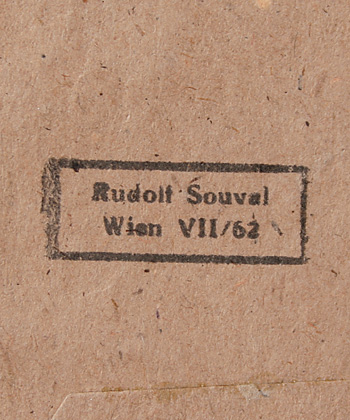 Rudolf Souval
Wien VII/62